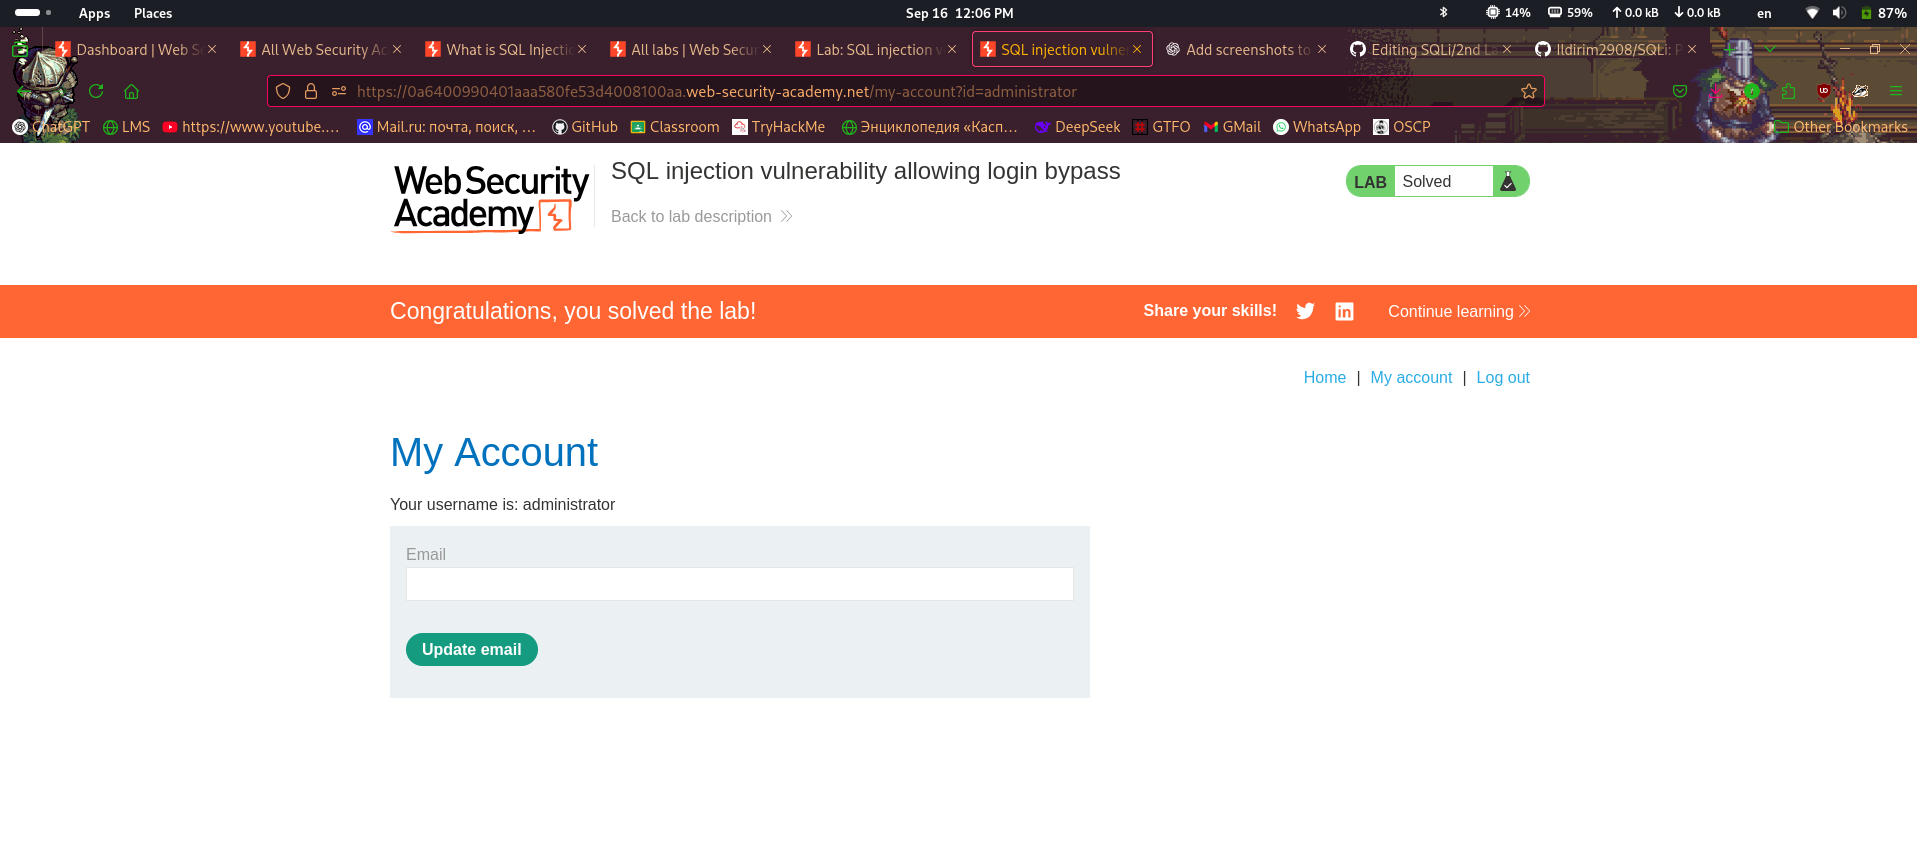 Apps Places Sep 16 12:06 PM 14% 59% 0.0 kB 0.0 kB en 87%
Dashboard | Web S All Web Security Ac What is SQL Injectio All labs | Web Secur Lab: SQL injection v SQL injection vulne Add screenshots to Editing SQLi/2nd La Ildirim2908/SQLi: P
https://0a6400990401aaa580fe53d4008100aa.web-security-academy.net/my-account?id=administrator
ChatGPT LMS https://www.youtube.... Mail.ru: почта, поиск, ... GitHub Classroom TryHackMe Энциклопедия «Касп... DeepSeek GTFO GMail WhatsApp OSCP Other Bookmarks
Web Security
Academy
SQL injection vulnerability allowing login bypass
Back to lab description
LAB Solved
Congratulations, you solved the lab!
Share your skills!
Continue learning
Home | My account | Log out
My Account
Your username is: administrator
Email
Update email